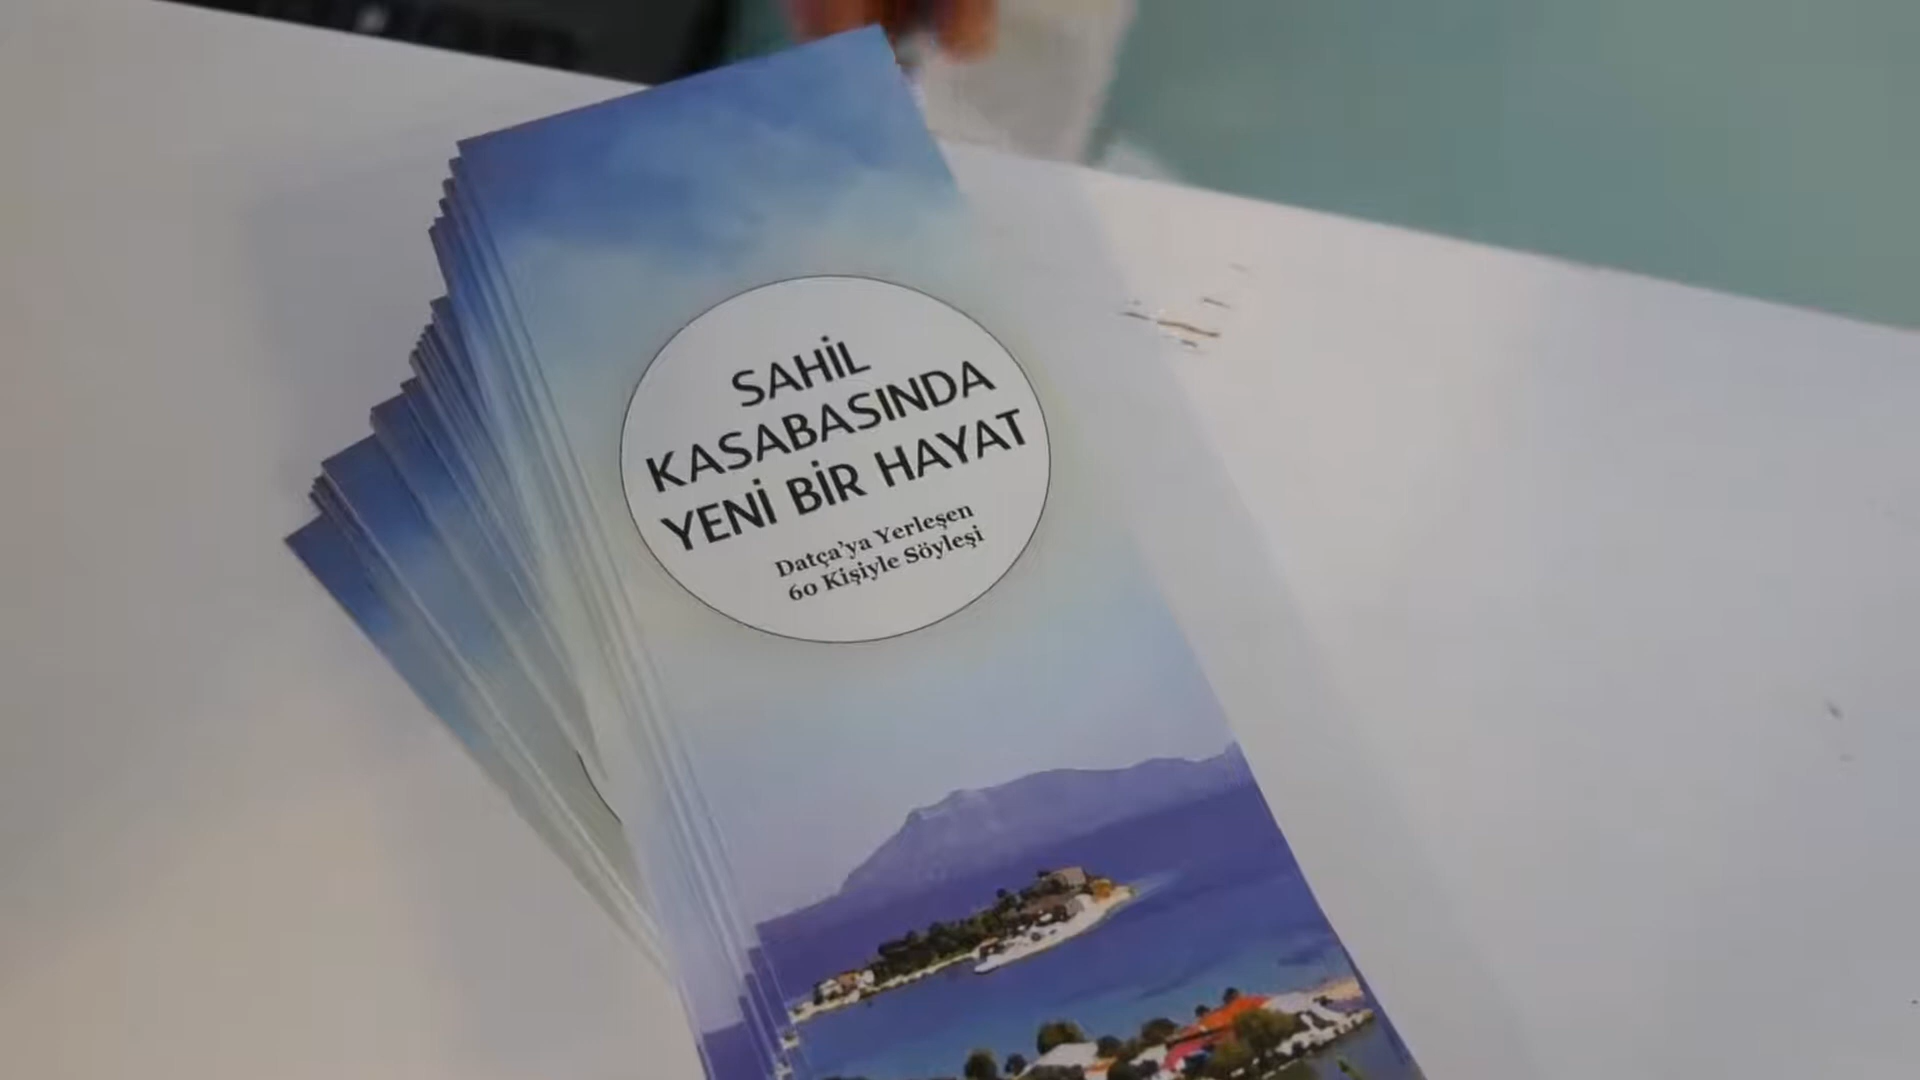 SAHİL
KASABASINDA
YENİ BİR HAYAT
Datça'ya Yerleşen
60 Kişiyle Söyleşi